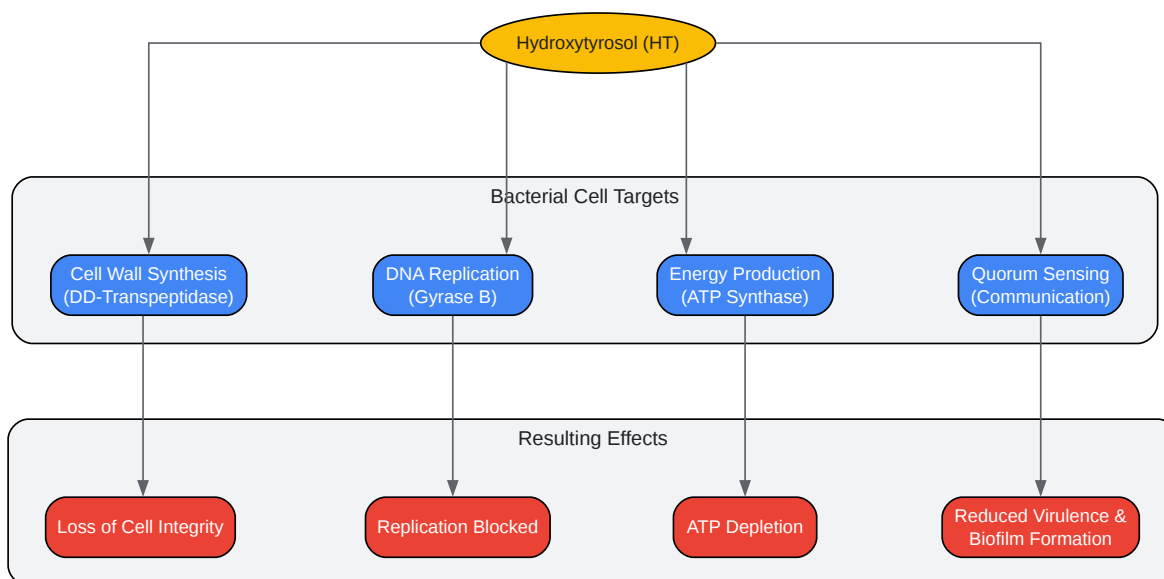 Hydroxytyrosol (HT)
Bacterial Cell Targets
Cell Wall Synthesis
(DD-Transpeptidase)
DNA Replication
(Gyrase B)
Energy Production
(ATP Synthase)
Quorum Sensing
(Communication)
Resulting Effects
Loss of Cell Integrity
Replication Blocked
ATP Depletion
Reduced Virulence &
Biofilm Formation